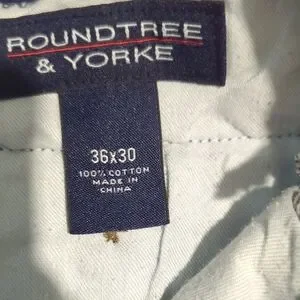 ROUNDTREE
& YORKE
36x30
100% COTTON
MADE IN
CHINA